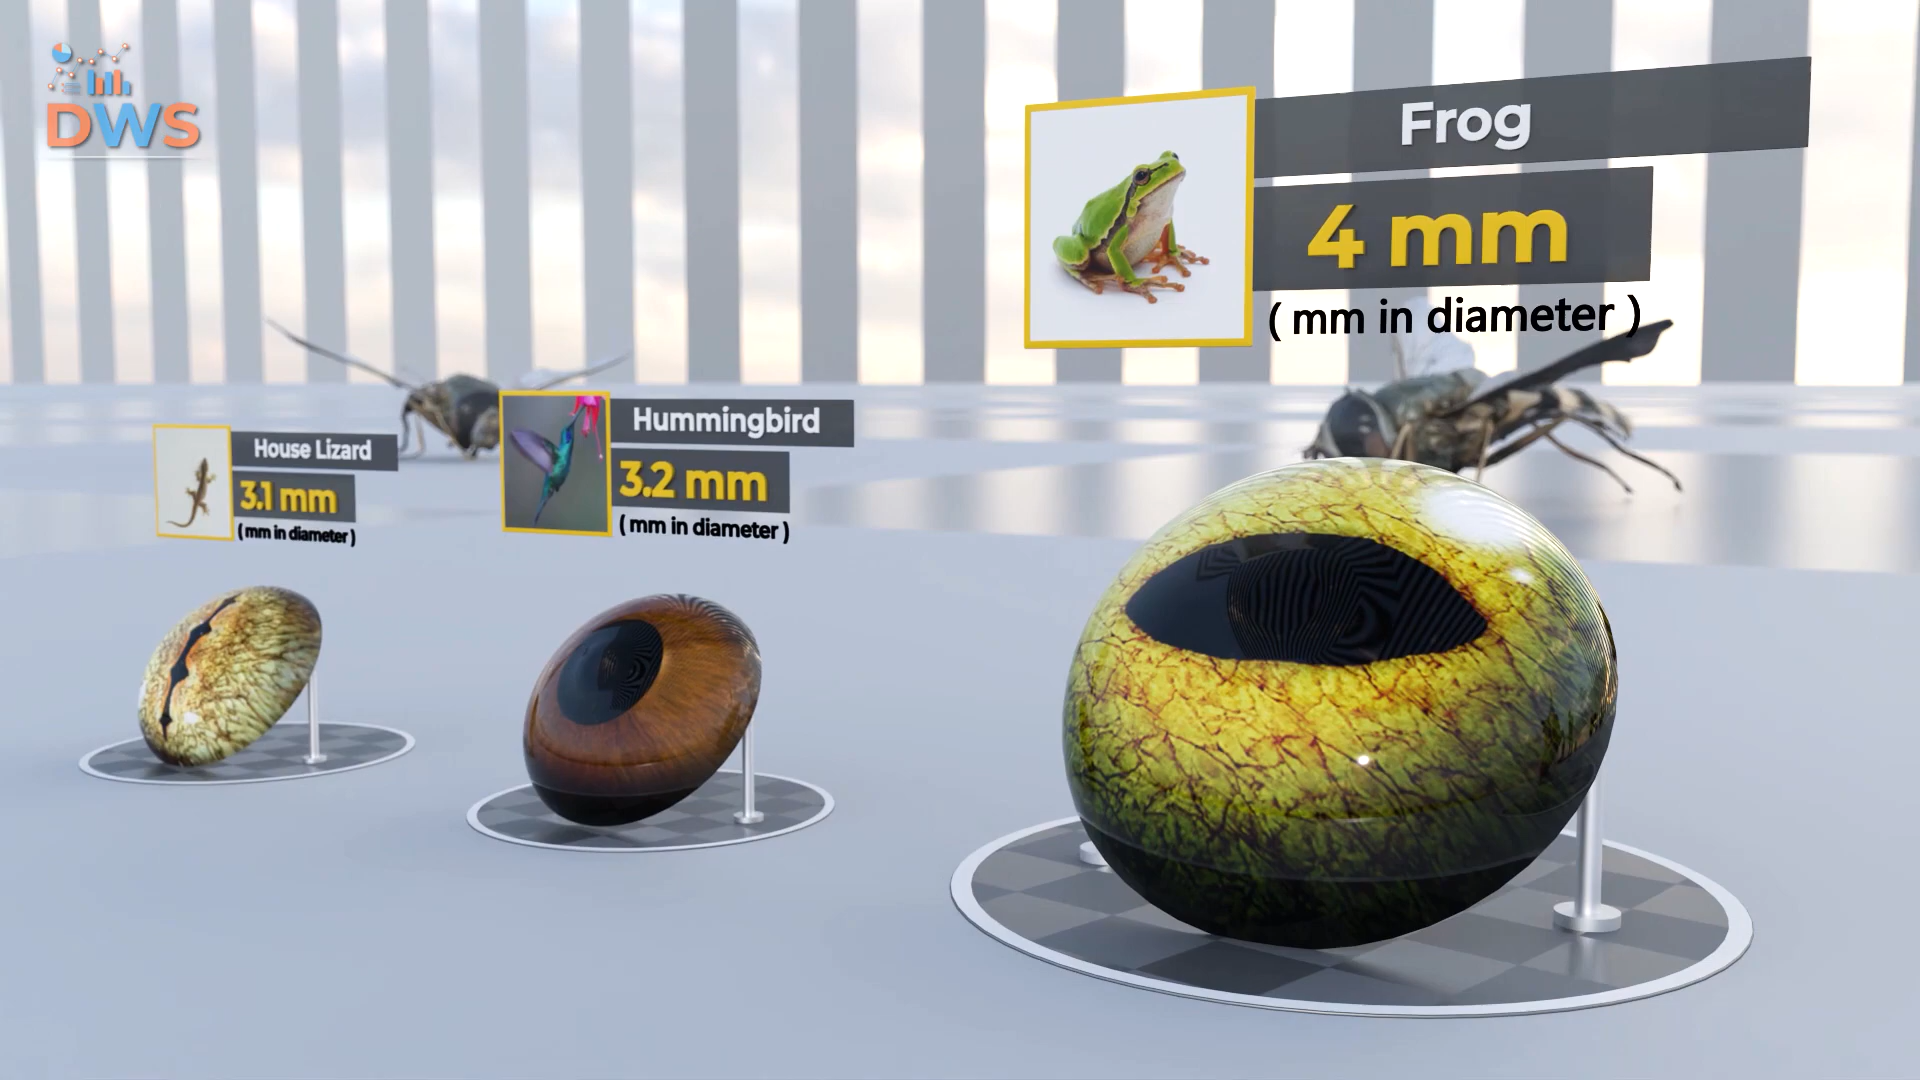 DWS
Frog
4 mm
( mm in diameter )
Hummingbird
3.2 mm
( mm in diameter )
House Lizard
3.1 mm
( mm in diameter )